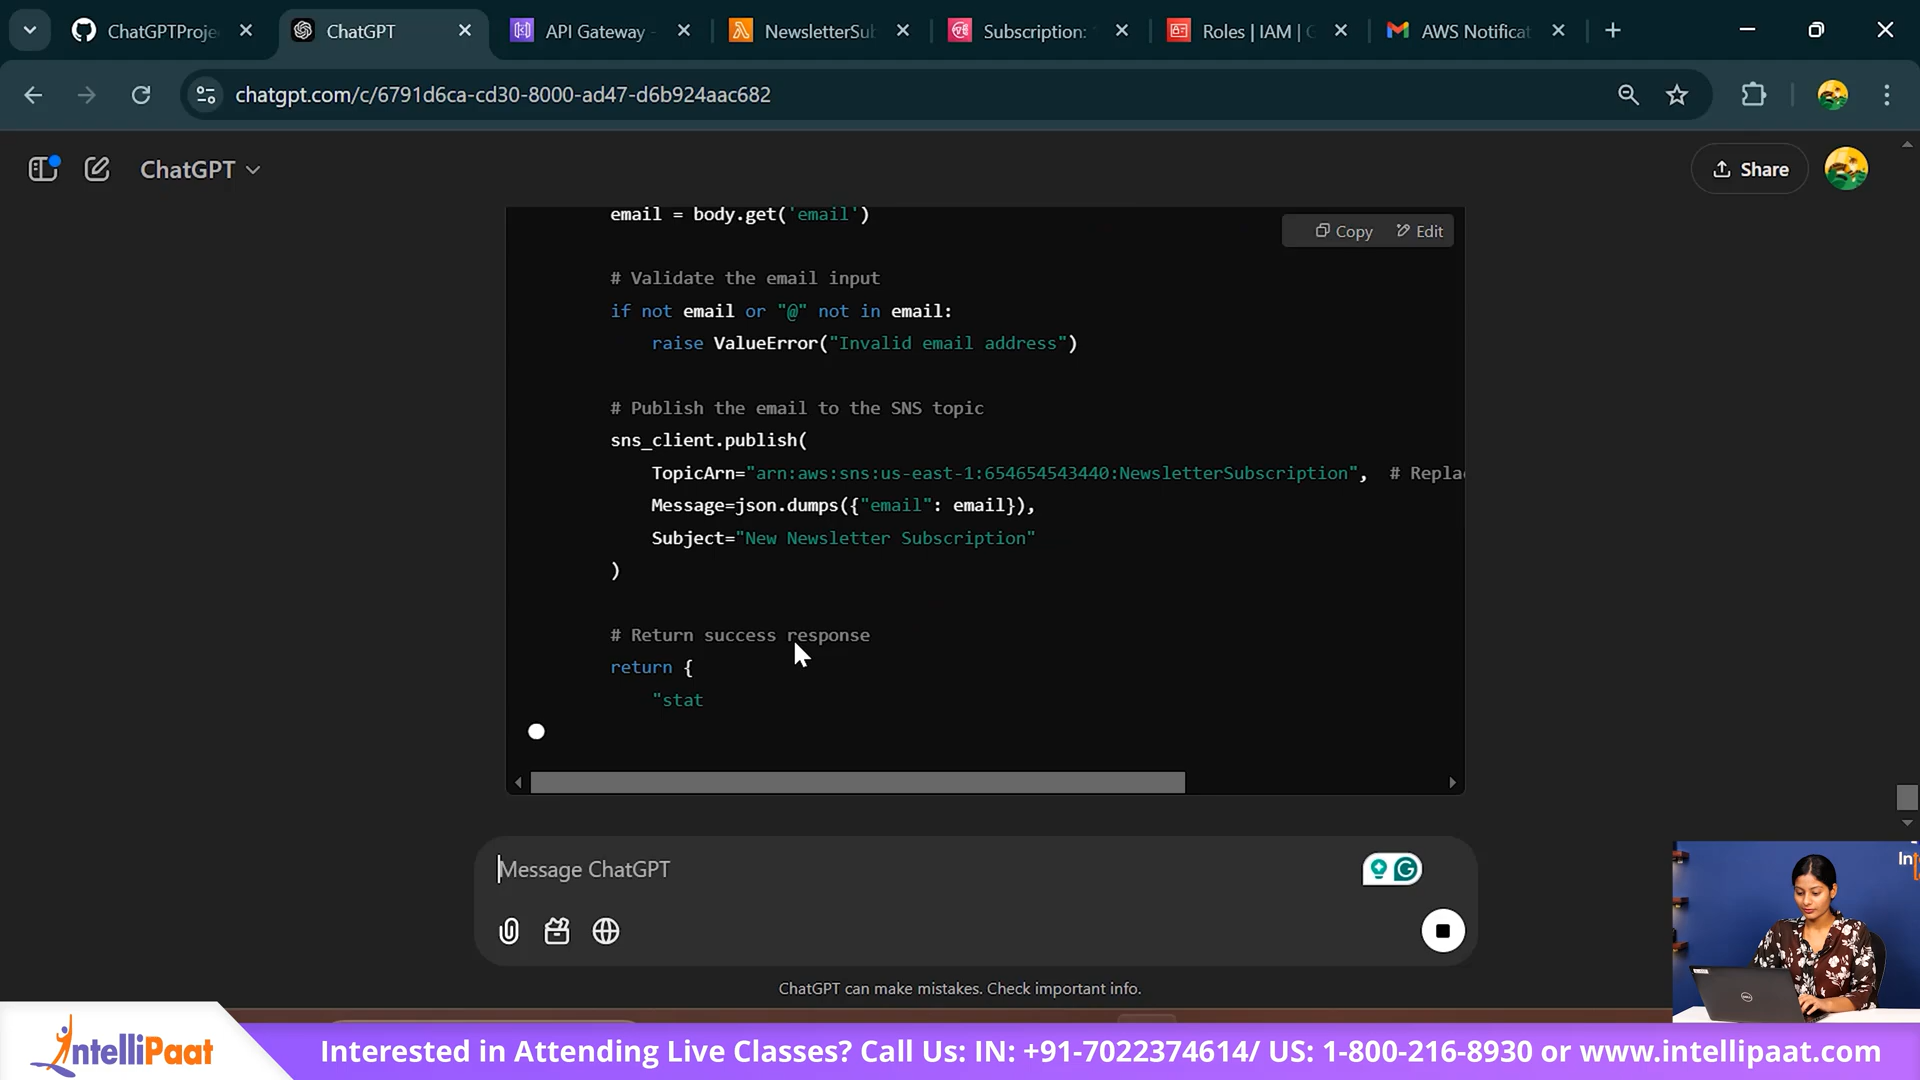 ChatGPTProje
ChatGPT
API Gateway -
NewsletterSub
Subscription:
Roles | IAM |
AWS Notificat
chatgpt.com/c/6791d6ca-cd30-8000-ad47-d6b924aac682
ChatGPT
Share
Copy
Edit
email = body.get('email')
# Validate the email input
if not email or "@" not in email:
raise ValueError("Invalid email address")
# Publish the email to the SNS topic
sns_client.publish(
TopicArn="arn:aws:sns:us-east-1:654654543440:NewsletterSubscription", # Repla
Message=json.dumps({"email": email}),
Subject="New Newsletter Subscription"
)
# Return success response
return {
"stat
Message ChatGPT
ChatGPT can make mistakes. Check important info.
IntelliPaat
Interested in Attending Live Classes? Call Us: IN: +91-7022374614/ US: 1-800-216-8930 or www.intellipaat.com